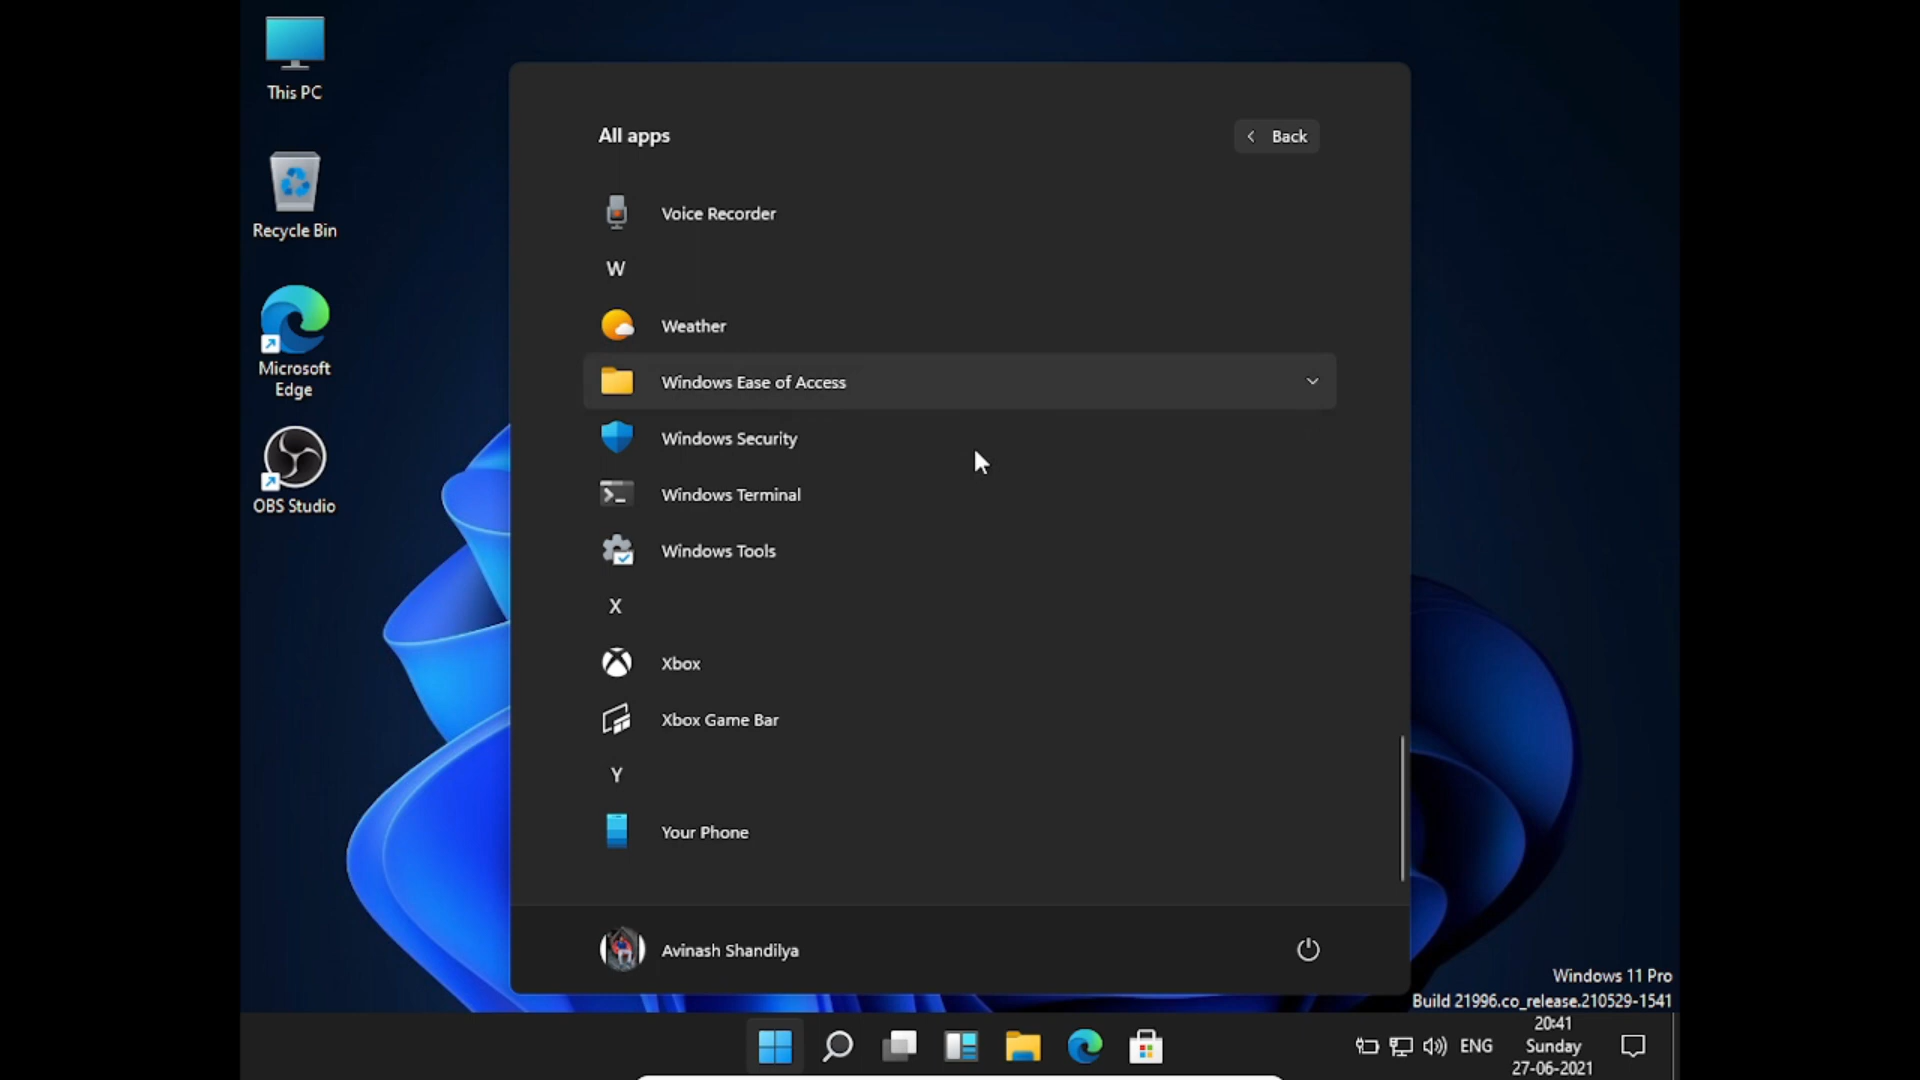 This PC
Recycle Bin
Microsoft
Edge
OBS Studio
All apps
Back
Voice Recorder
W
Weather
Windows Ease of Access
Windows Security
Windows Terminal
Windows Tools
X
Xbox
Xbox Game Bar
Y
Your Phone
Avinash Shandilya
Windows 11 Pro
Build 21996.co_release.210529-1541
ENG
20:41
Sunday
27-06-2021